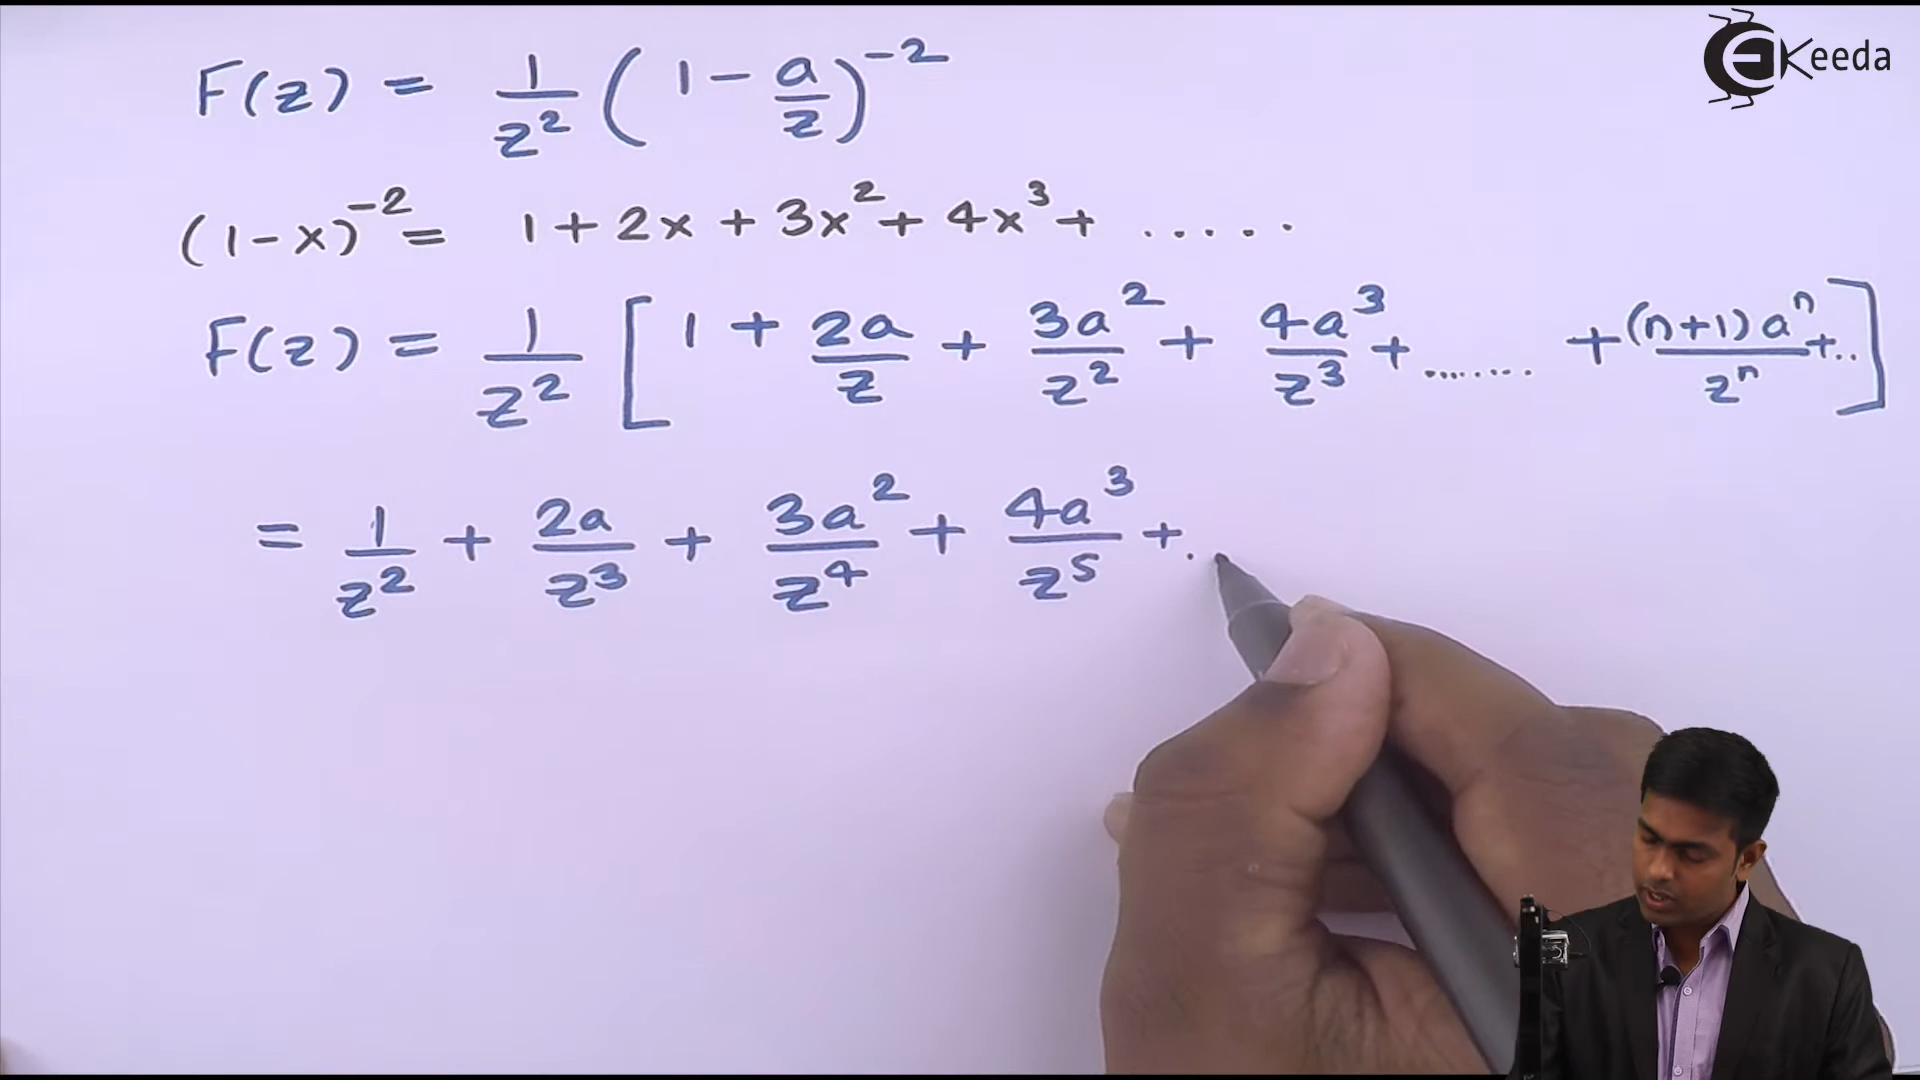 EKeeda
F(z) = 1/z² (1 - a/z)⁻²
(1-x)⁻² = 1 + 2x + 3x² + 4x³ + .....
F(z) = 1/z² [1 + 2a/z + 3a²/z² + 4a³/z³ + ........ + (n+1)aⁿ/zⁿ + ..]
= 1/z² + 2a/z³ + 3a²/z⁴ + 4a³/z⁵ + ..